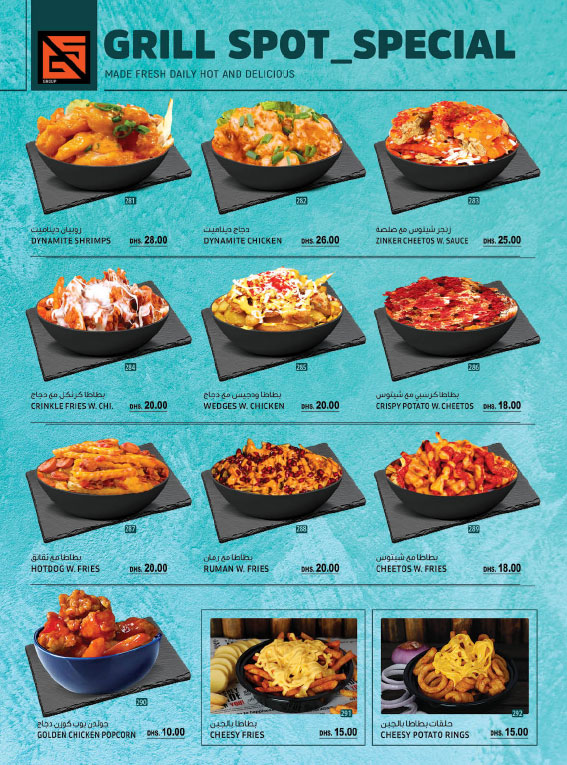 GROUP
GRILL SPOT_SPECIAL
MADE FRESH DAILY HOT AND DELICIOUS
281
روبيان ديناميت
DYNAMITE SHRIMPS DHS. 28.00
282
دجاج ديناميت
DYNAMITE CHICKEN DHS. 26.00
283
زنجر شيتوس مع صلصة
ZINKER CHEETOS W. SAUCE DHS. 25.00
284
بطاطا كرنكل مع دجاج
CRINKLE FRIES W. CHI. DHS. 20.00
285
بطاطا ودجيس مع دجاج
WEDGES W. CHICKEN DHS. 20.00
286
بطاطا كرسبي مع شيتوس
CRISPY POTATO W. CHEETOS DHS. 18.00
287
بطاطا مع نقانق
HOTDOG W. FRIES DHS. 20.00
288
بطاطا مع رمان
RUMAN W. FRIES DHS. 20.00
289
بطاطا مع شيتوس
CHEETOS W. FRIES DHS. 18.00
290
جولدن بوب كورن دجاج
GOLDEN CHICKEN POPCORN DHS. 10.00
291
بطاطا بالجبن
CHEESY FRIES DHS. 15.00
292
حلقات بطاطا بالجبن
CHEESY POTATO RINGS DHS. 15.00